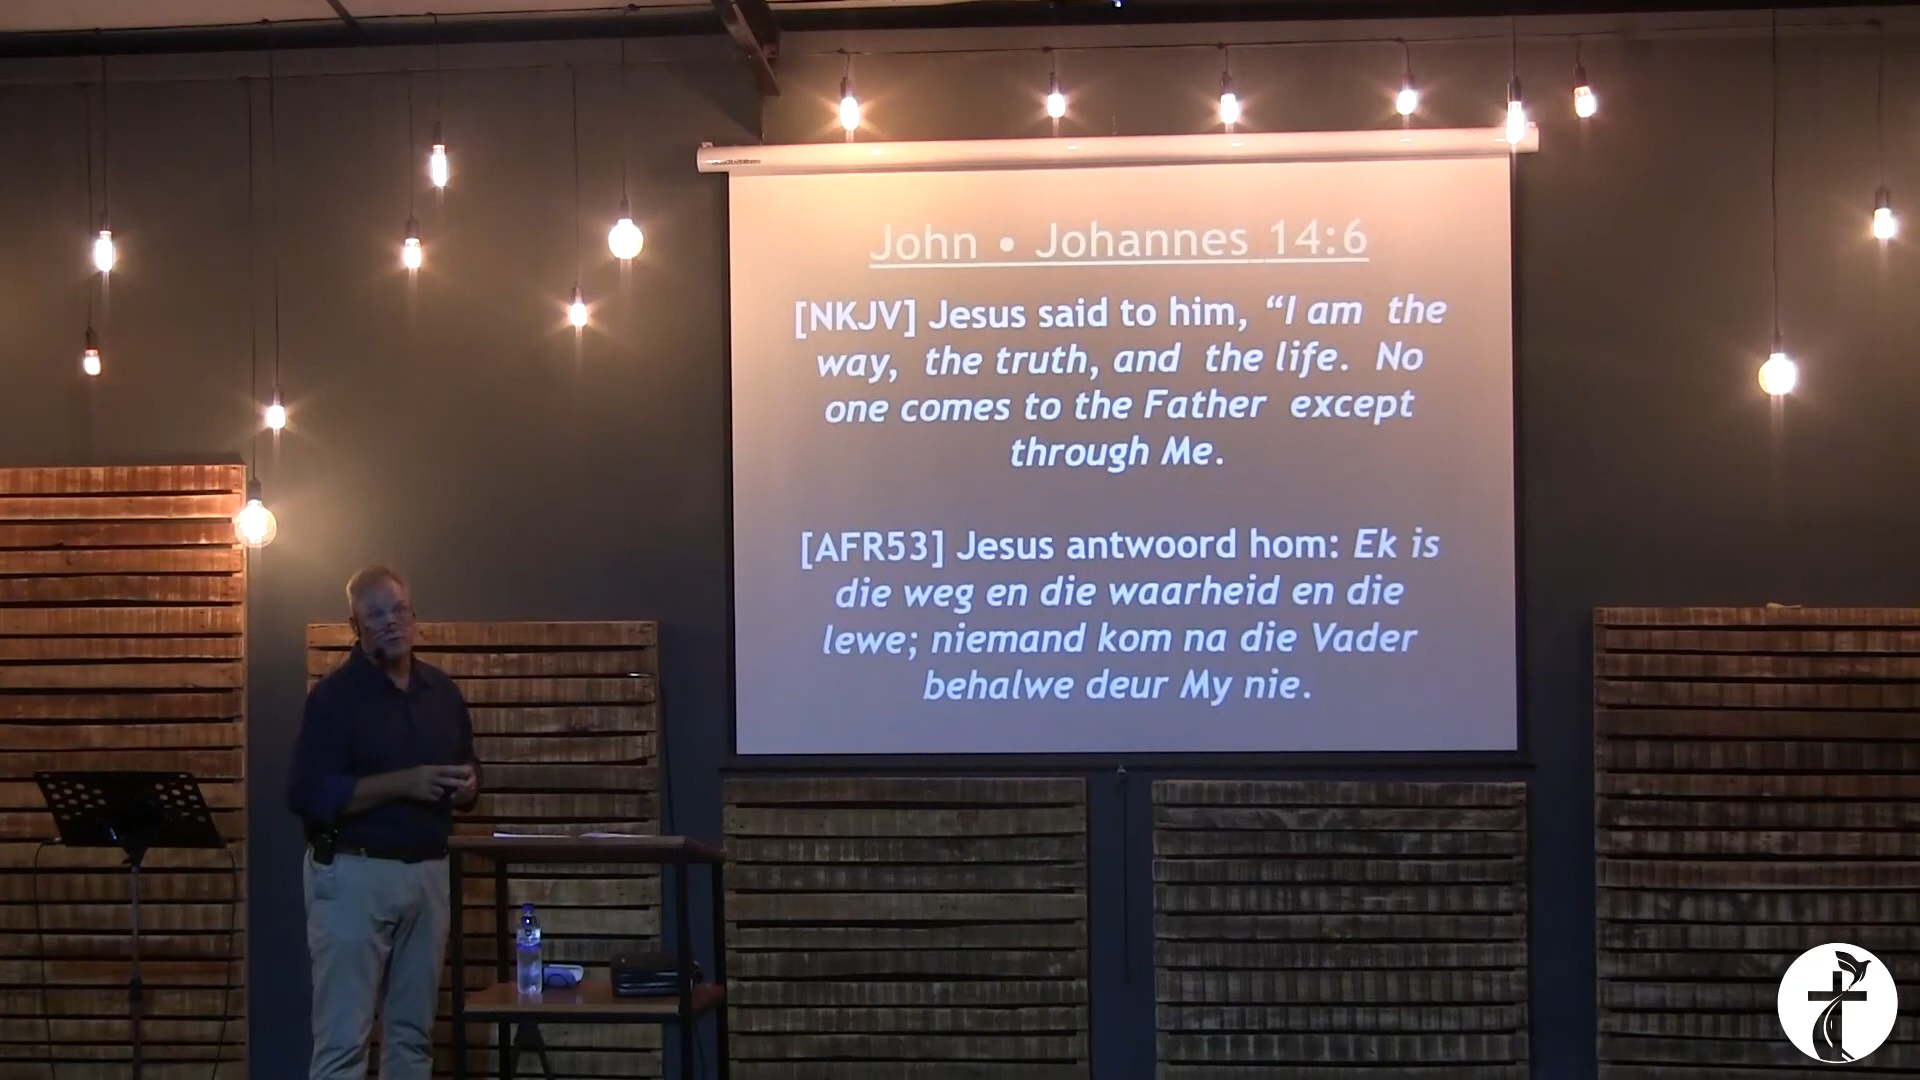 John • Johannes 14:6
[NKJV] Jesus said to him, “I am the
way, the truth, and the life. No
one comes to the Father except
through Me.
[AFR53] Jesus antwoord hom: Ek is
die weg en die waarheid en die
lewe; niemand kom na die Vader
behalwe deur My nie.